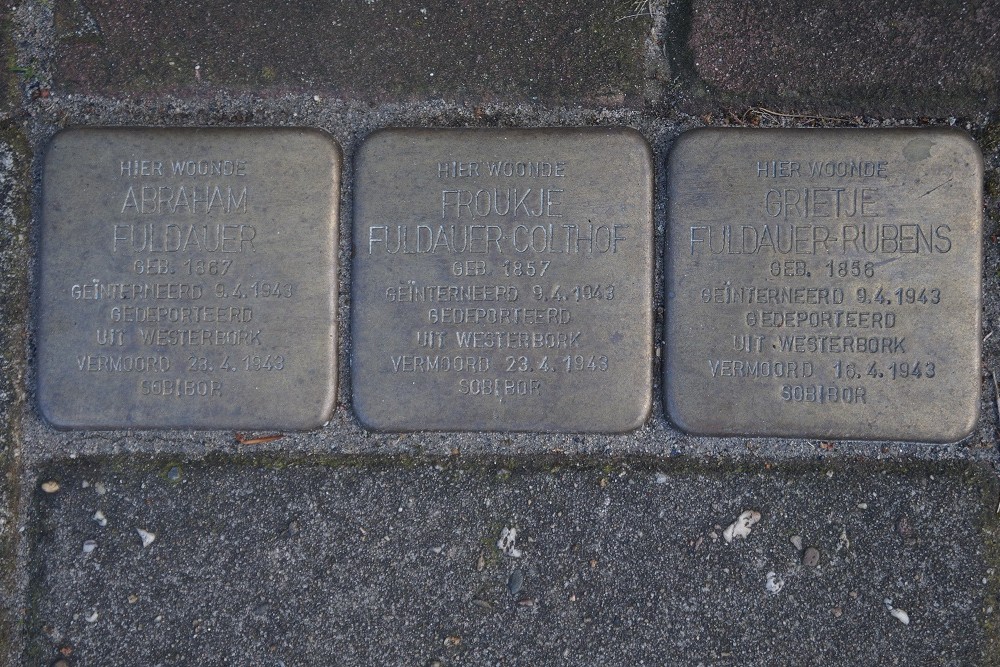 HIER WOONDE
ABRAHAM
FULDAUER
GEB. 1867
GEÏNTERNEERD 9.4.1943
GEDEPORTEERD
UIT WESTERBORK
VERMOORD 23.4.1943
SOBIBOR
HIER WOONDE
FROUKJE
FULDAUER-COLTHOF
GEB. 1857
GEÏNTERNEERD 9.4.1943
GEDEPORTEERD
UIT WESTERBORK
VERMOORD 23.4.1943
SOBIBOR
HIER WOONDE
GRIETJE
FULDAUER-RUBENS
GEB. 1856
GEÏNTERNEERD 9.4.1943
GEDEPORTEERD
UIT WESTERBORK
VERMOORD 16.4.1943
SOBIBOR